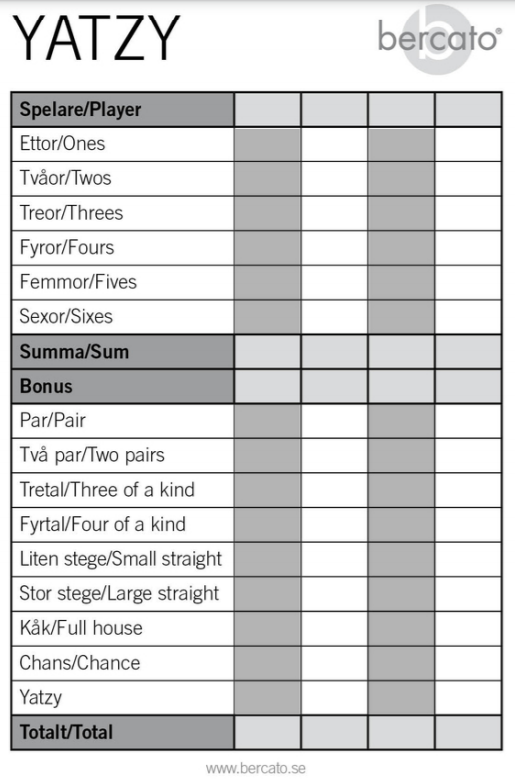 YATZY
bercato®
Spelare/Player
Ettor/Ones
Tvåor/Twos
Treor/Threes
Fyror/Fours
Femmor/Fives
Sexor/Sixes
Summa/Sum
Bonus
Par/Pair
Två par/Two pairs
Tretal/Three of a kind
Fyrtal/Four of a kind
Liten stege/Small straight
Stor stege/Large straight
Kåk/Full house
Chans/Chance
Yatzy
Totalt/Total
www.bercato.se